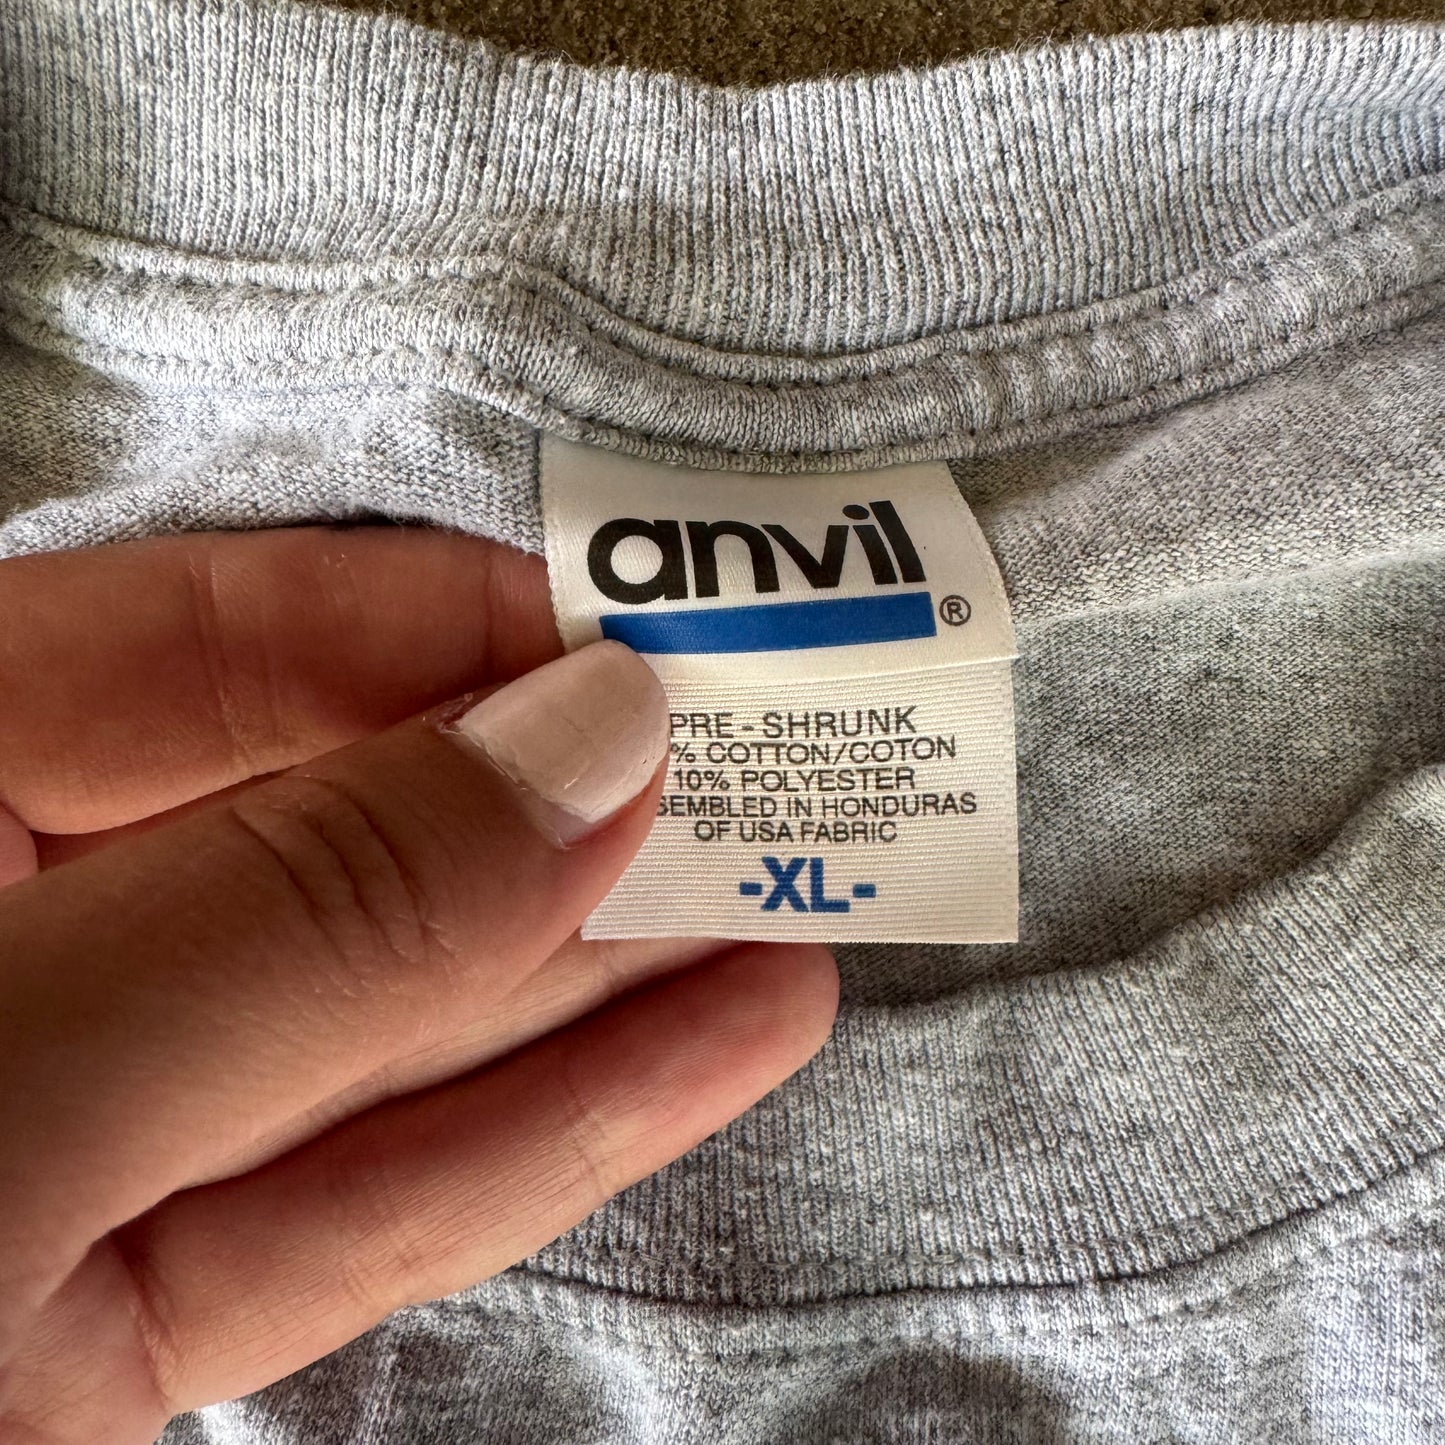 anvil
®
PRE-SHRUNK
% COTTON/COTON
10% POLYESTER
SEMBLED IN HONDURAS
OF USA FABRIC
-XL-